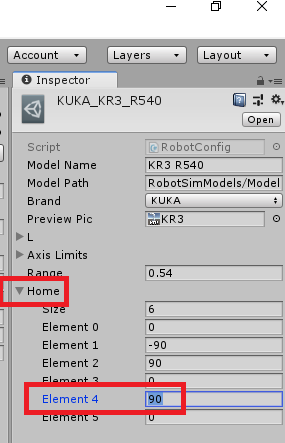 Account
Layers
Layout
Inspector
KUKA_KR3_R540
Open
Script
RobotConfig
Model Name
KR3 R540
Model Path
RobotSimModels/Model
Brand
KUKA
Preview Pic
KR3
L
Axis Limits
Range
0.54
Home
Size
6
Element 0
0
Element 1
-90
Element 2
90
Element 3
0
Element 4
90
Element 5
0